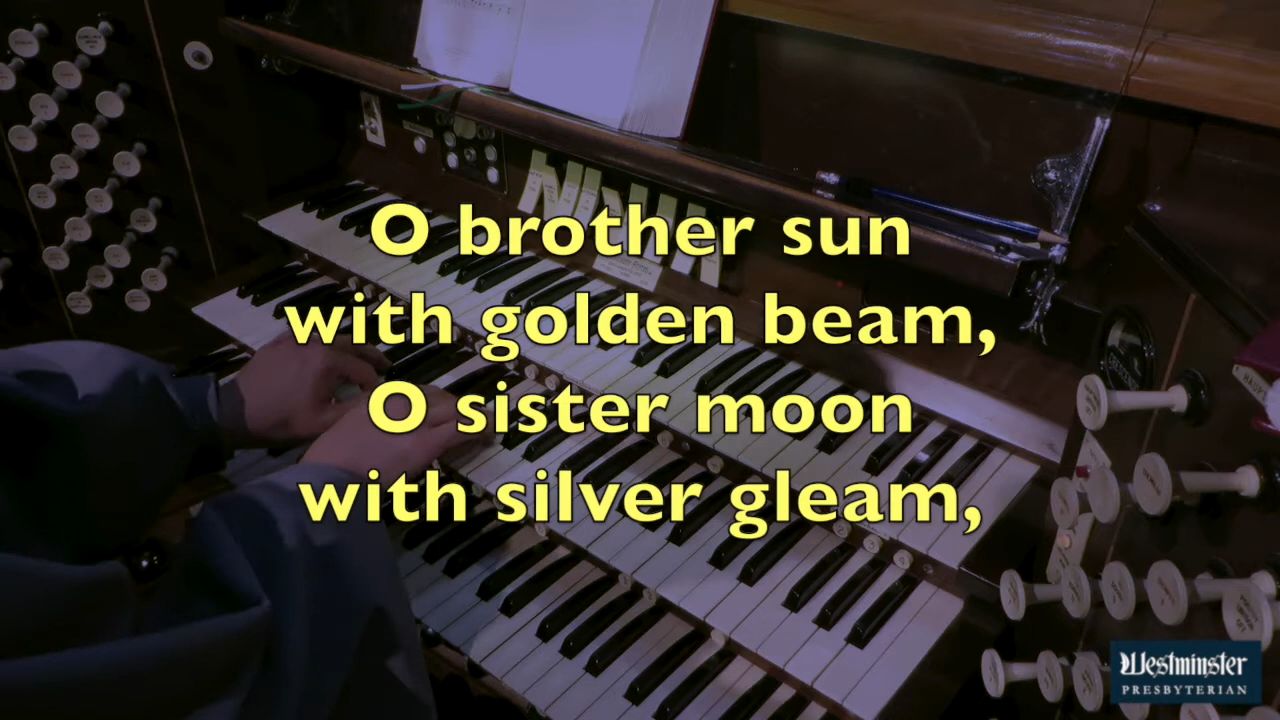 O brother sun
with golden beam,
O sister moon
with silver gleam,
Westminster
PRESBYTERIAN